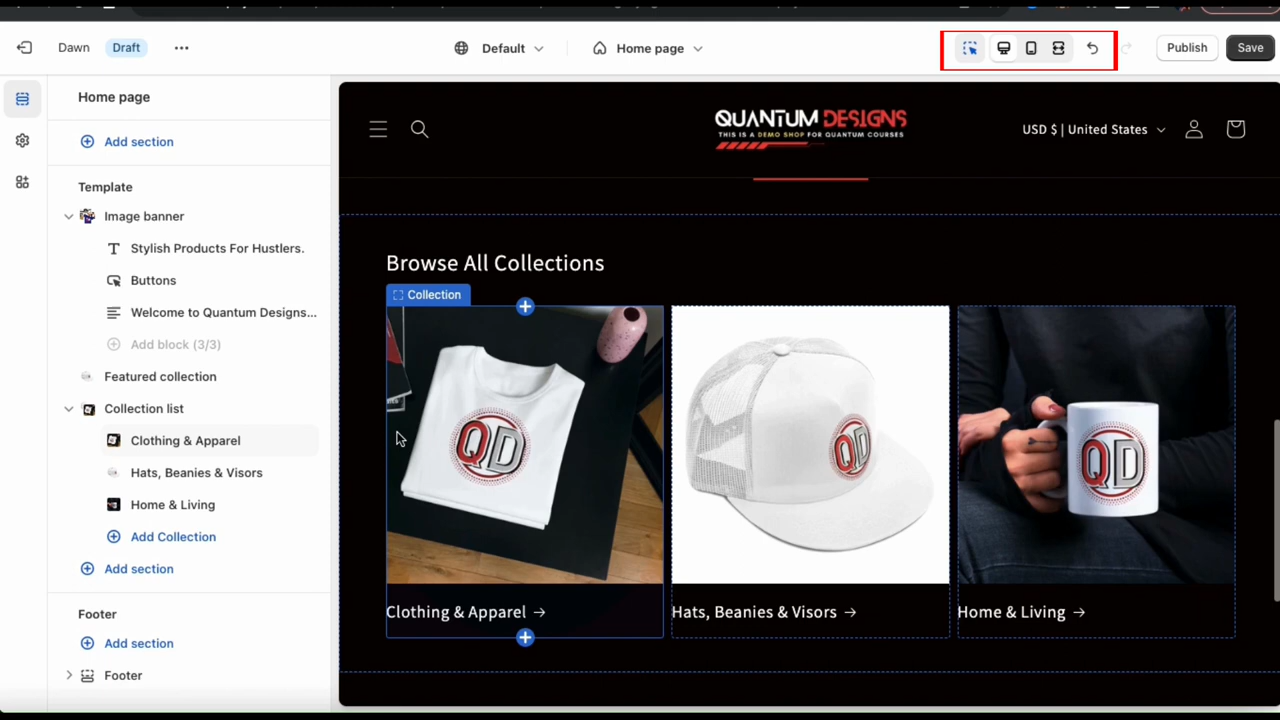 Dawn
Draft
Default
Home page
Publish
Save
Home page
Add section
Template
Image banner
Stylish Products For Hustlers.
Buttons
Welcome to Quantum Designs...
Add block (3/3)
Featured collection
Collection list
Clothing & Apparel
Hats, Beanies & Visors
Home & Living
Add Collection
Add section
Footer
Add section
Footer
QUANTUM DESIGNS
THIS IS A DEMO SHOP FOR QUANTUM COURSES
USD $ | United States
Browse All Collections
Collection
QD
QD
QD
Clothing & Apparel →
Hats, Beanies & Visors →
Home & Living →